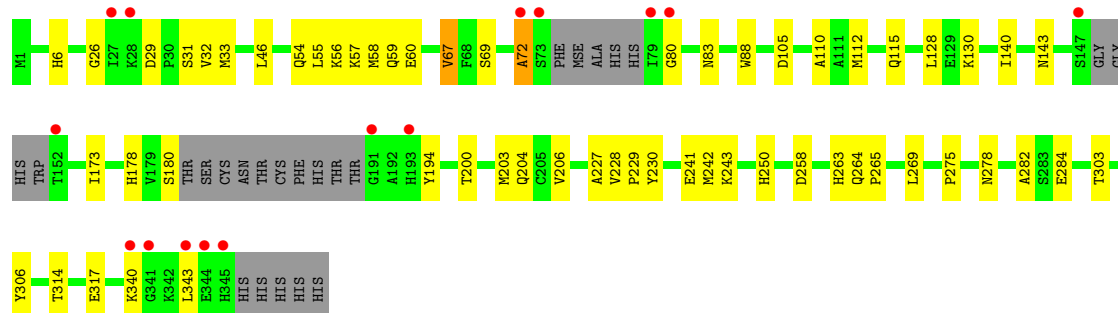 M1 H6 G26 I27 K28 D29 P30 S31 V32 M33 L46 Q54 L55 K56 K57 M58 Q59 E60 V67 F68 S69 A72 S73 PHE MSE ALA HIS HIS I79 G80 N83 W88 D105 A110 A111 M112 Q115 L128 E129 K130 I140 N143 S147 GLY GLY
HIS TRP T152 I173 H178 V179 S180 THR SER CYS ASN THR THR CYS PHE HIS THR THR G191 A192 H193 Y194 T200 M203 Q204 C205 V206 A227 V228 P229 Y230 E241 M242 K243 H250 D258 H263 Q264 P265 L269 P275 N278 A282 S283 E284 T303
Y306 T314 E317 K340 G341 K342 L343 E344 H345 HIS HIS HIS HIS HIS